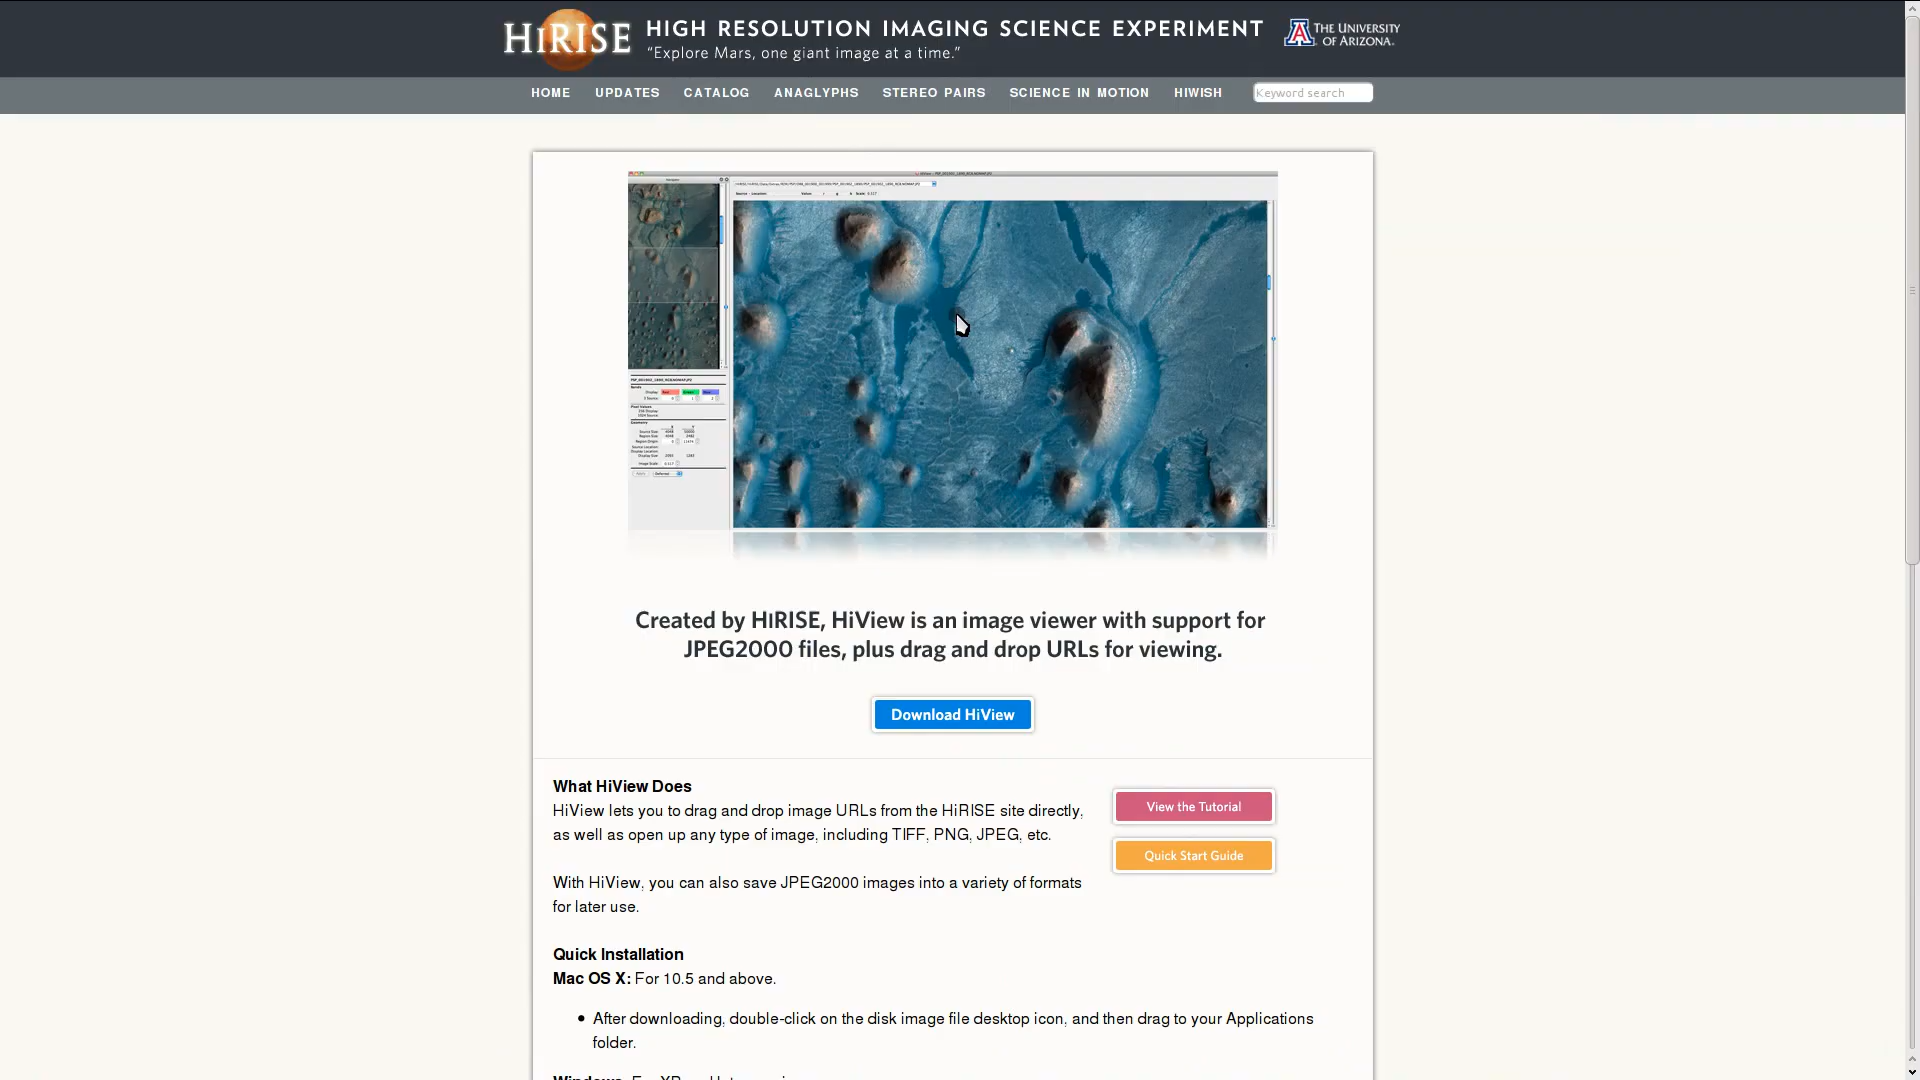 HiRISE
HIGH RESOLUTION IMAGING SCIENCE EXPERIMENT
“Explore Mars, one giant image at a time.”
THE UNIVERSITY
OF ARIZONA.
HOME UPDATES CATALOG ANAGLYPHS STEREO PAIRS SCIENCE IN MOTION HIWISH Keyword search
Created by HiRISE, HiView is an image viewer with support for
JPEG2000 files, plus drag and drop URLs for viewing.
Download HiView
What HiView Does
HiView lets you to drag and drop image URLs from the HiRISE site directly,
as well as open up any type of image, including TIFF, PNG, JPEG, etc.
With HiView, you can also save JPEG2000 images into a variety of formats
for later use.
View the Tutorial
Quick Start Guide
Quick Installation
Mac OS X: For 10.5 and above.
• After downloading, double-click on the disk image file desktop icon, and then drag to your Applications
folder.